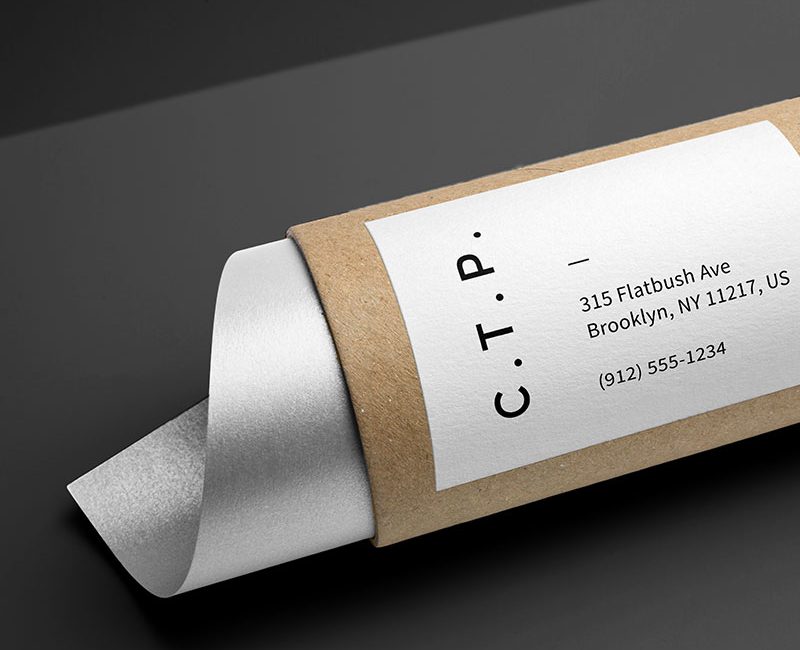 C.T.P.
—
315 Flatbush Ave
Brooklyn, NY 11217, US
(912) 555-1234